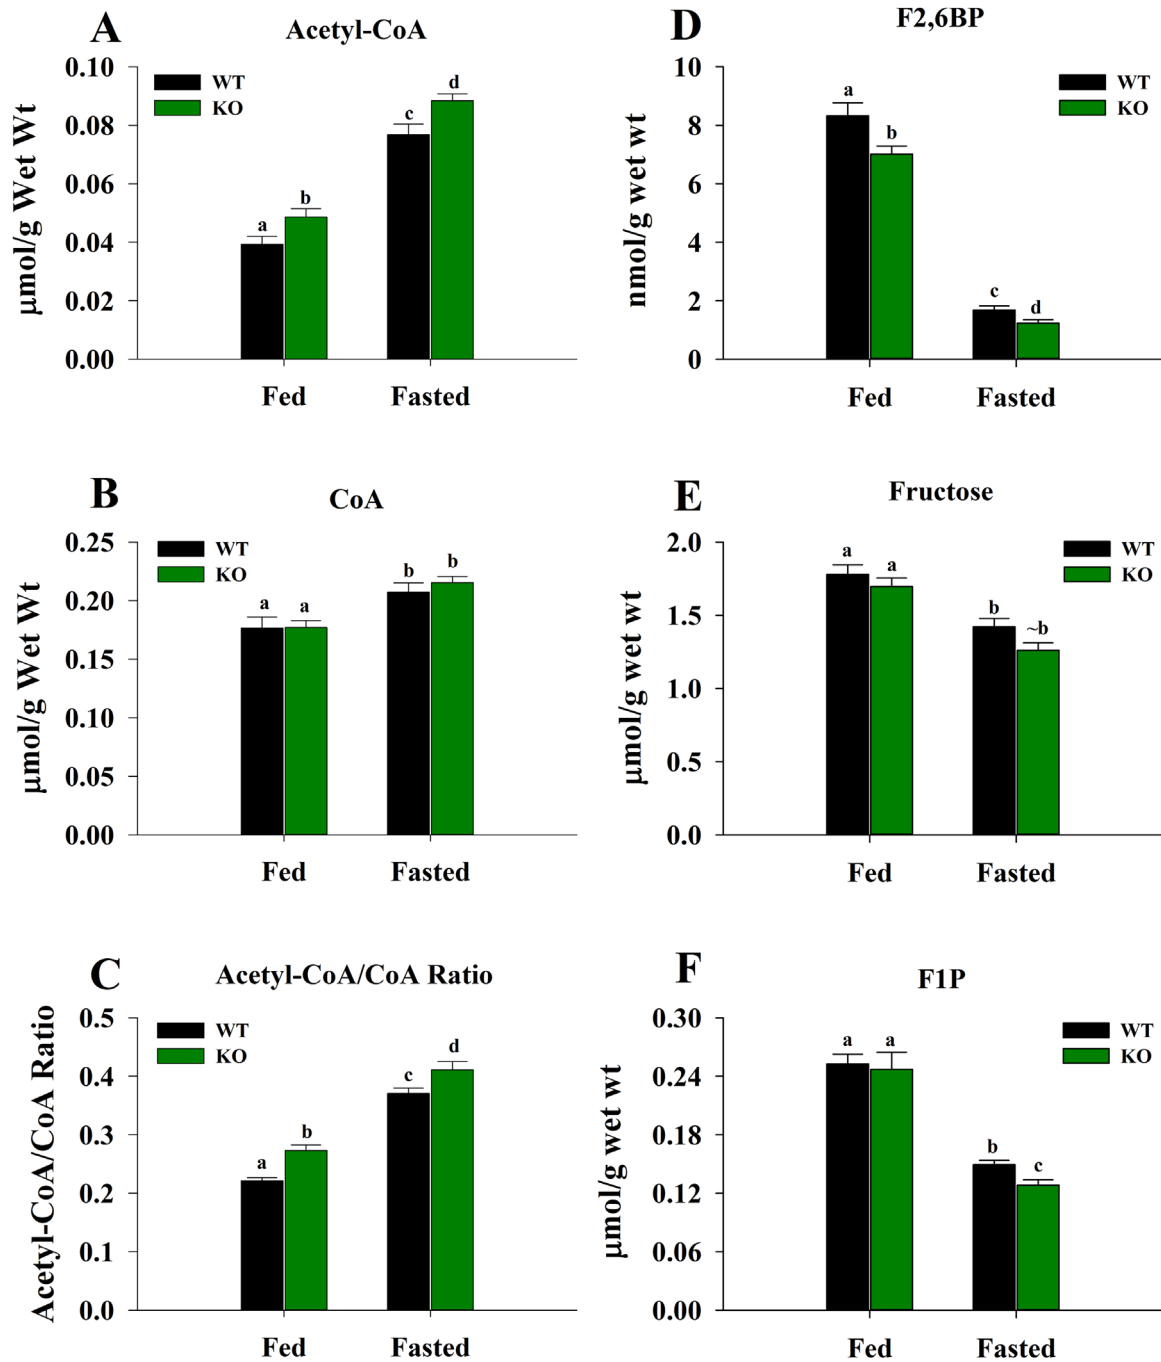 A
Acetyl-CoA
WT
KO
µmol/g Wet Wt
0.10
0.08
0.06
0.04
0.02
0.00
a
b
c
d
Fed
Fasted
D
F2,6BP
WT
KO
nmol/g wet wt
10
8
6
4
2
0
a
b
c
d
Fed
Fasted
B
CoA
WT
KO
µmol/g Wet Wt
0.25
0.20
0.15
0.10
0.05
0.00
a
a
b
b
Fed
Fasted
E
Fructose
WT
KO
µmol/g wet wt
2.0
1.5
1.0
0.5
0.0
a
a
b
~b
Fed
Fasted
C
Acetyl-CoA/CoA Ratio
WT
KO
Acetyl-CoA/CoA Ratio
0.5
0.4
0.3
0.2
0.1
0.0
a
b
c
d
Fed
Fasted
F
F1P
WT
KO
µmol/g wet wt
0.30
0.24
0.18
0.12
0.06
0.00
a
a
b
c
Fed
Fasted